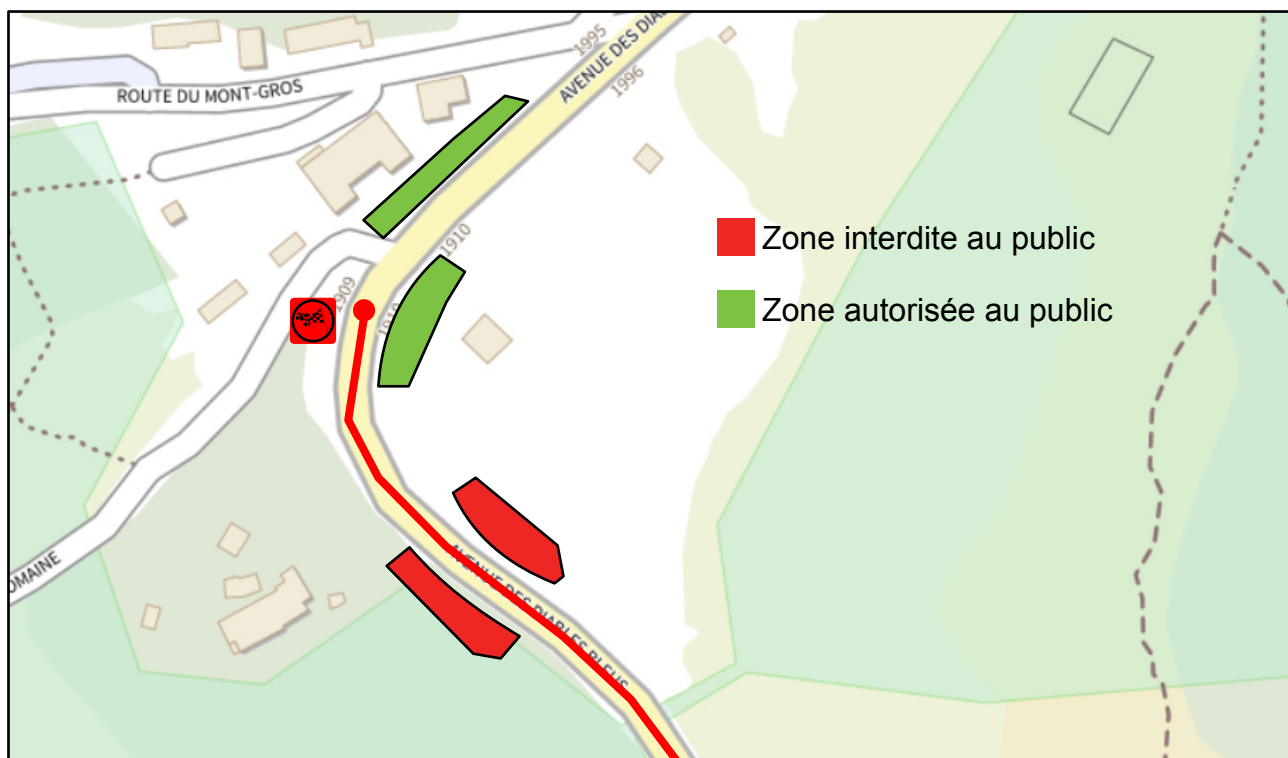 1995
AVENUE DES DIA
1996
ROUTE DU MONT-GROS
1910
Zone interdite au public
1909
1910
Zone autorisée au public
AVENUE DES DIABLES BLEUS
OMAINE